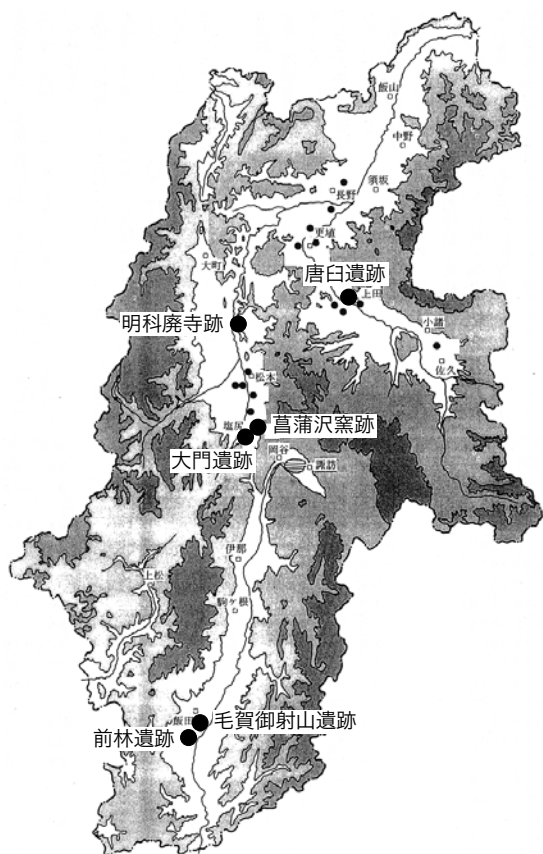 飯山
中野
長野
須坂
更埴
大町
唐臼遺跡
上田
明科廃寺跡
小諸
松本
佐久
塩尻
菖蒲沢窯跡
岡谷
大門遺跡
諏訪
伊那
上松
駒ヶ根
毛賀御射山遺跡
飯田
前林遺跡